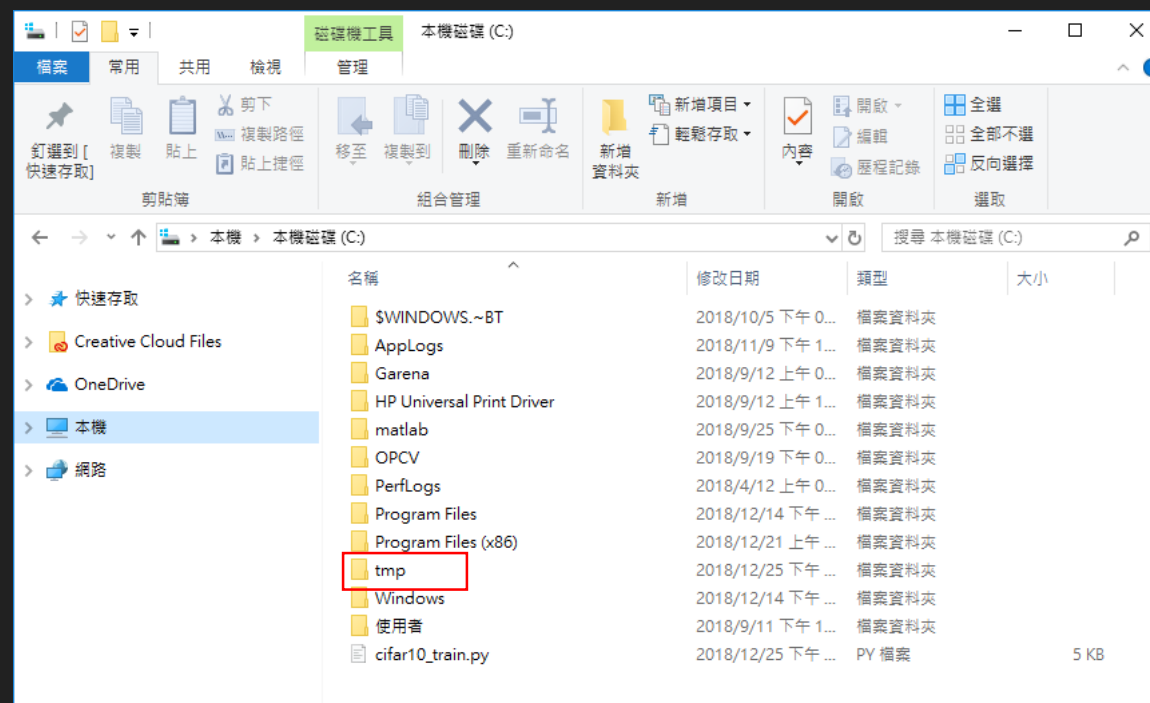 磁碟機工具 本機磁碟 (C:)
檔案 常用 共用 檢視 管理
釘選到 [
快速存取]
複製
貼上
剪下
複製路徑
貼上捷徑
剪貼簿
移至
複製到
刪除
重新命名
組合管理
新增
資料夾
新增項目
輕鬆存取
新增
內容
開啟
編輯
歷程記錄
開啟
全選
全部不選
反向選擇
選取
本機 本機磁碟 (C:) 搜尋 本機磁碟 (C:)
快速存取
Creative Cloud Files
OneDrive
本機
網路
名稱 修改日期 類型 大小
$WINDOWS.~BT 2018/10/5 下午 0... 檔案資料夾
AppLogs 2018/11/9 下午 1... 檔案資料夾
Garena 2018/9/12 上午 0... 檔案資料夾
HP Universal Print Driver 2018/9/12 上午 1... 檔案資料夾
matlab 2018/9/25 下午 0... 檔案資料夾
OPCV 2018/9/19 下午 0... 檔案資料夾
PerfLogs 2018/4/12 上午 0... 檔案資料夾
Program Files 2018/12/14 下午 ... 檔案資料夾
Program Files (x86) 2018/12/21 上午 ... 檔案資料夾
tmp 2018/12/25 下午 ... 檔案資料夾
Windows 2018/12/14 下午 ... 檔案資料夾
使用者 2018/9/11 下午 1... 檔案資料夾
cifar10_train.py 2018/12/25 下午 ... PY 檔案 5 KB